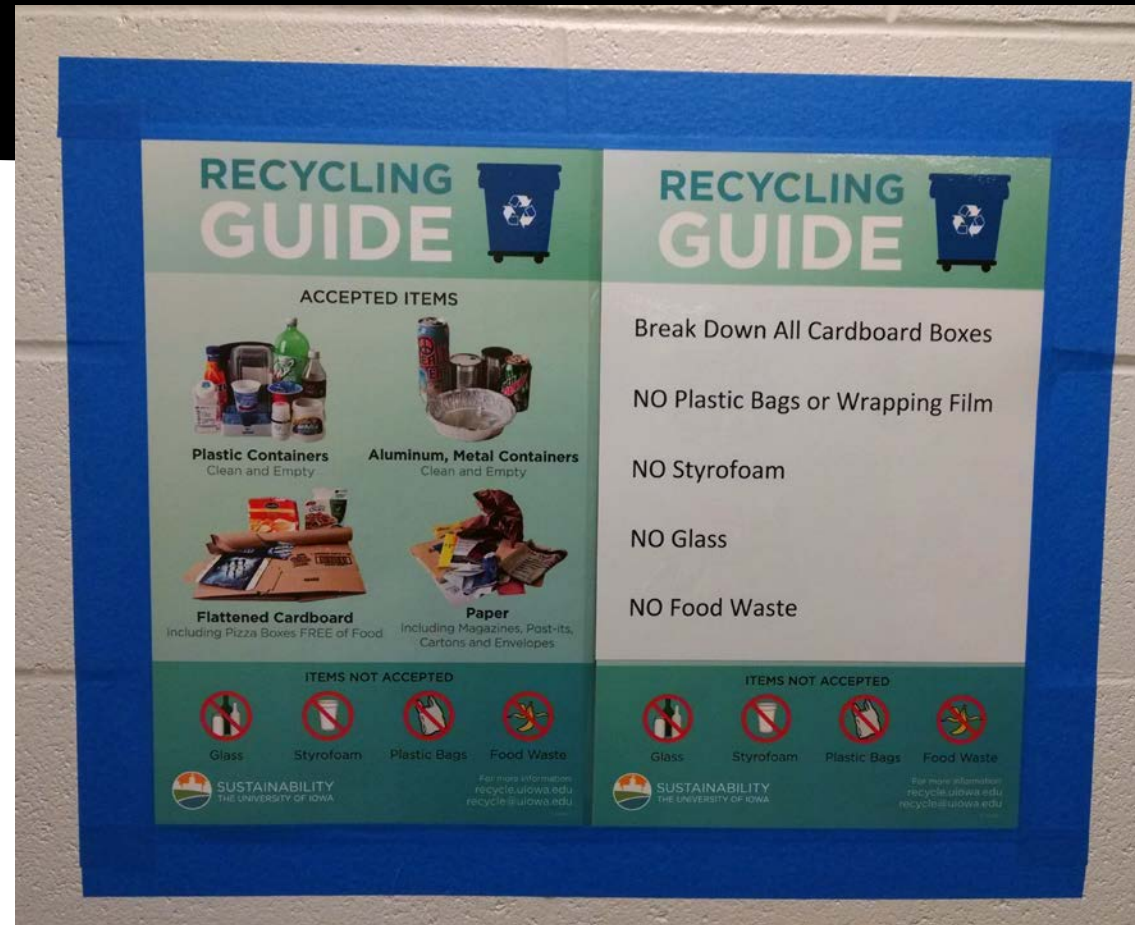 RECYCLING
GUIDE
ACCEPTED ITEMS
Plastic Containers
Clean and Empty
Aluminum, Metal Containers
Clean and Empty
Flattened Cardboard
Including Pizza Boxes FREE of Food
Paper
Including Magazines, Post-its,
Cartons and Envelopes
ITEMS NOT ACCEPTED
Glass
Styrofoam
Plastic Bags
Food Waste
SUSTAINABILITY
THE UNIVERSITY OF IOWA
For more information:
recycle.uiowa.edu
recycle@uiowa.edu
RECYCLING
GUIDE
Break Down All Cardboard Boxes
NO Plastic Bags or Wrapping Film
NO Styrofoam
NO Glass
NO Food Waste
ITEMS NOT ACCEPTED
Glass
Styrofoam
Plastic Bags
Food Waste
SUSTAINABILITY
THE UNIVERSITY OF IOWA
For more information:
recycle.uiowa.edu
recycle@uiowa.edu